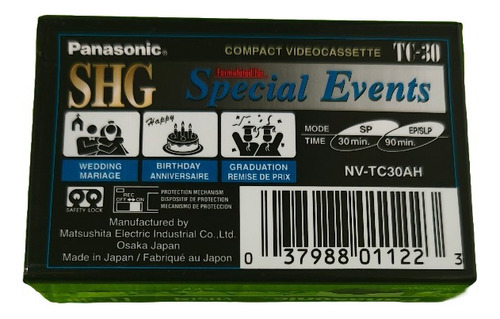 Panasonic®
COMPACT VIDEOCASSETTE TC-30
SHG
Formulated for
Special Events
Happy
MODE SP EP/SLP
TIME 30 min. 90 min.
WEDDING
MARIAGE
BIRTHDAY
ANNIVERSAIRE
GRADUATION
REMISE DE PRIX
NV-TC30AH
SAFETY LOCK
REC
OFF ON
PROTECTION MECHANISM
DISPOSITIF DE PROTECTION
MECANISMO DE PROTECCION
Manufactured by
Matsushita Electric Industrial Co.,Ltd.
Osaka Japan
Made in Japan / Fabriqué au Japon
0 37988 01122 3